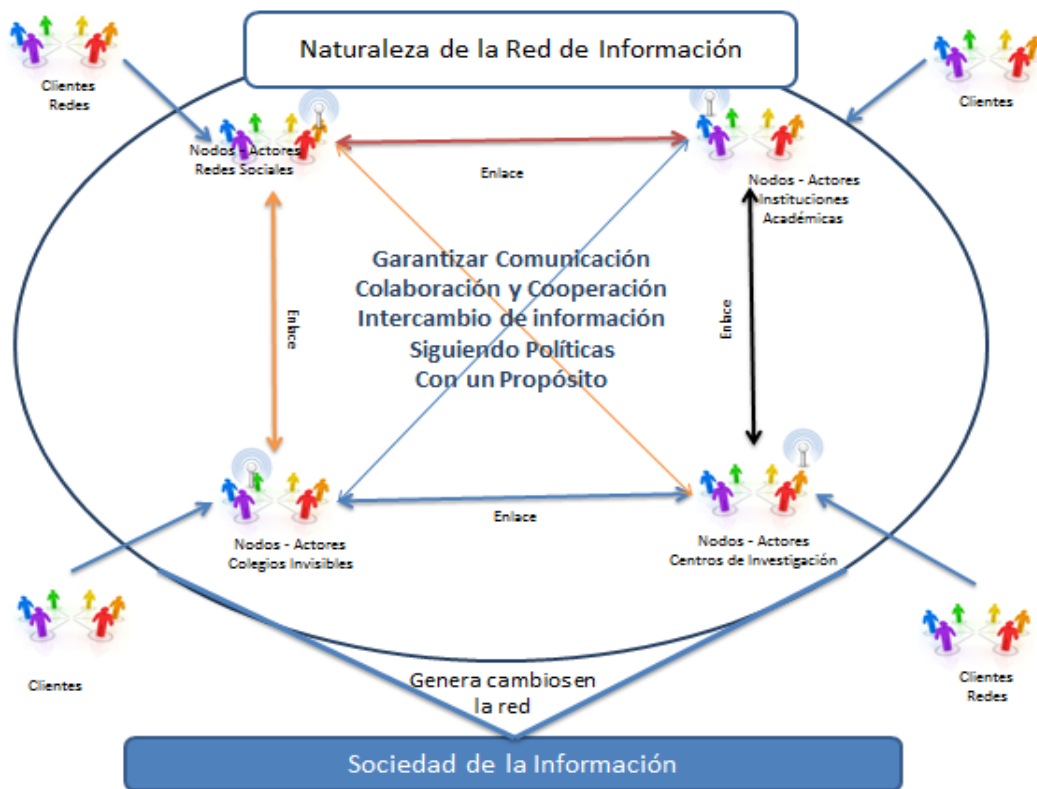 Naturaleza de la Red de Información
Clientes
Redes
Clientes
Nodos - Actores
Redes Sociales
Enlace
Nodos - Actores
Instituciones
Académicas
Garantizar Comunicación
Colaboración y Cooperación
Intercambio de información
Siguiendo Políticas
Con un Propósito
Enlace
Enlace
Enlace
Nodos - Actores
Colegios Invisibles
Nodos - Actores
Centros de Investigación
Clientes
Clientes
Redes
Genera cambios en
la red
Sociedad de la Información